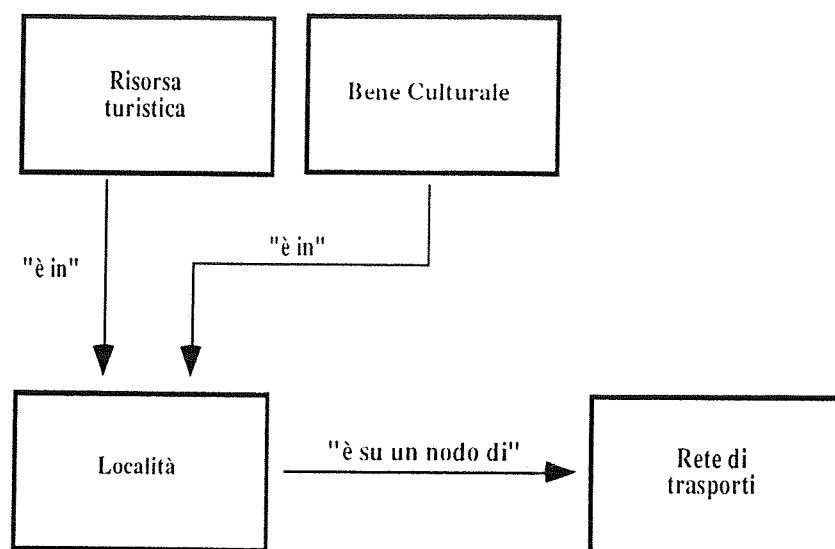 Risorsa
turistica
Bene Culturale
"è in"
"è in"
Località
"è su un nodo di"
Rete di
trasporti